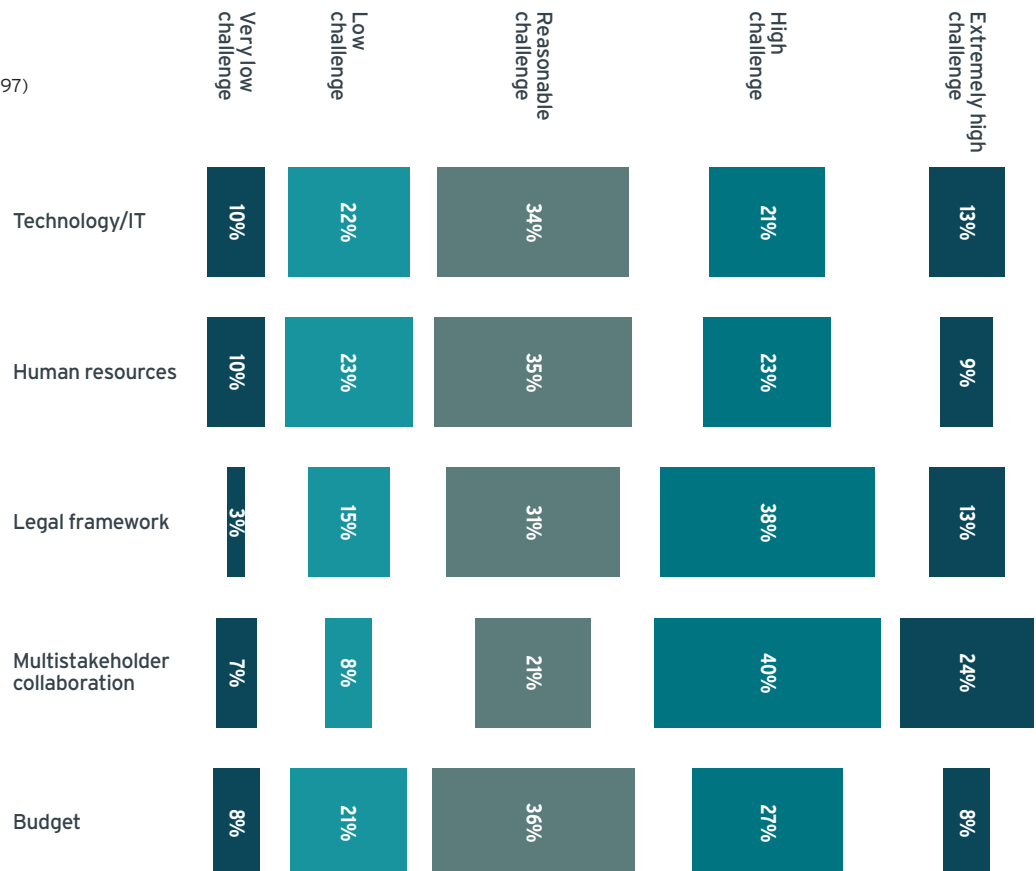 97)
Very low
challenge
Low
challenge
Reasonable
challenge
High
challenge
Extremely high
challenge
Technology/IT
10%
22%
34%
21%
13%
Human resources
10%
23%
35%
23%
9%
Legal framework
3%
15%
31%
38%
13%
Multistakeholder
collaboration
7%
8%
21%
40%
24%
Budget
8%
21%
36%
27%
8%